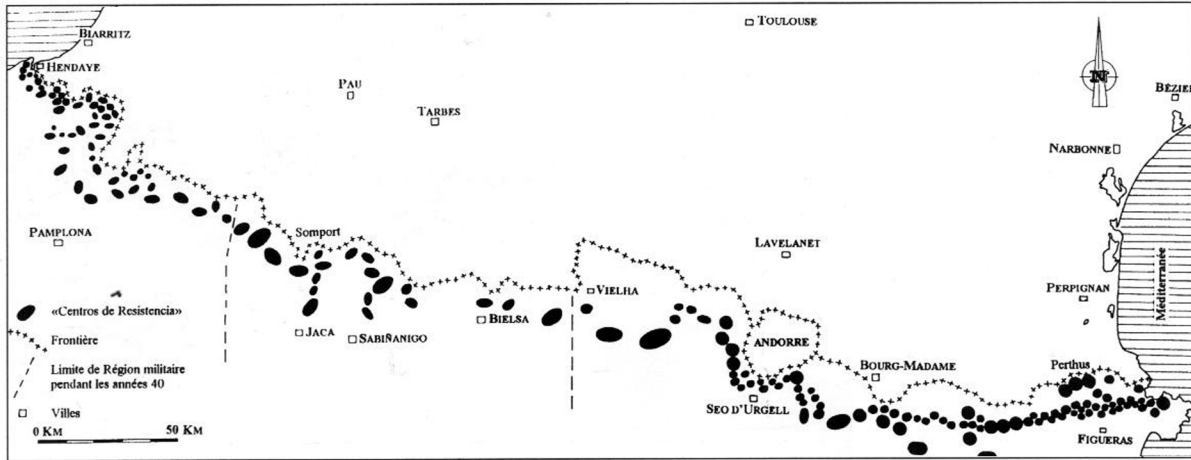 TOULOUSE
BIARRITZ
HENDAYE
PAU
TARBES
N
BÉZIER
NARBONNE
PAMPLONA
Somport
LAVELANET
VIELHA
PERPIGNAN
Méditerranée
«Centros de Resistencia»
JACA
SABIÑANIGO
BIELSA
ANDORRE
Frontière
BOURG-MADAME
Perthus
Limite de Région militaire
pendant les années 40
SEO D'URGELL
Villes
FIGUERAS
0 KM 50 KM